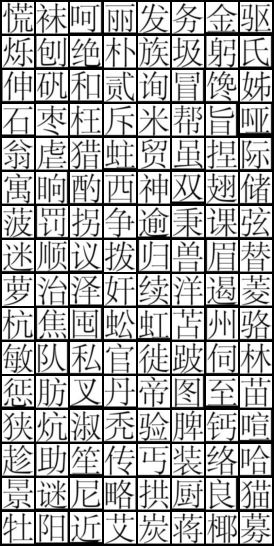 慌袜呵丽发务金驱
烁刨绝朴族圾躬氏
伸矾和贰询冒馋姊
石枣枉斥米帮旨哑
翁虐猎蛀贸虽捏际
寓晌酌西神双翅储
菠罚拐争逾秉课弦
迷顺议拨归兽眉替
萝治泽奸续洋遏菱
杭焦囤蚣虹苫州骆
敏队私官徙跛伺林
惩肪叉丹帝图至苗
狭炕淑秃验脾钙喧
趁助笙传丐装络哈
景谜尼略拱厨良猫
牡阳近艾炭蒋椰募